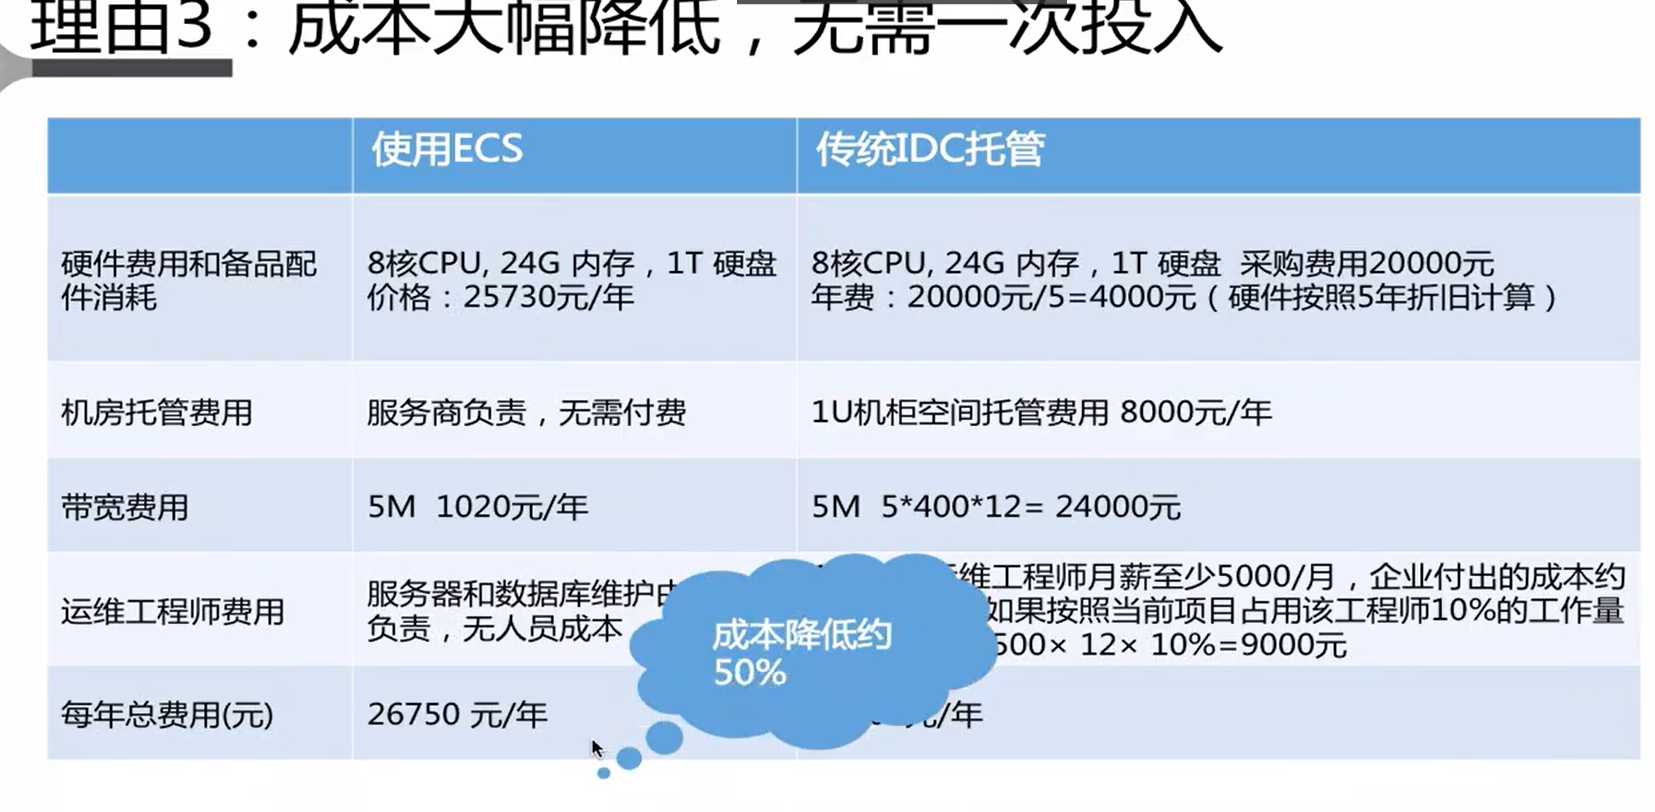 理由3：成本大幅降低，无需一次投入
使用ECS
传统IDC托管
硬件费用和备品配
件消耗
8核CPU, 24G 内存，1T 硬盘
价格：25730元/年
8核CPU, 24G 内存，1T 硬盘 采购费用20000元
年费：20000元/5=4000元（硬件按照5年折旧计算）
机房托管费用
服务商负责，无需付费
1U机柜空间托管费用 8000元/年
带宽费用
5M 1020元/年
5M 5*400*12= 24000元
运维工程师费用
服务器和数据库维护
负责，无人员成本
维工程师月薪至少5000/月，企业付出的成本约
如果按照当前项目占用该工程师10%的工作量
500× 12× 10%=9000元
成本降低约
50%
每年总费用(元)
26750 元/年
元/年